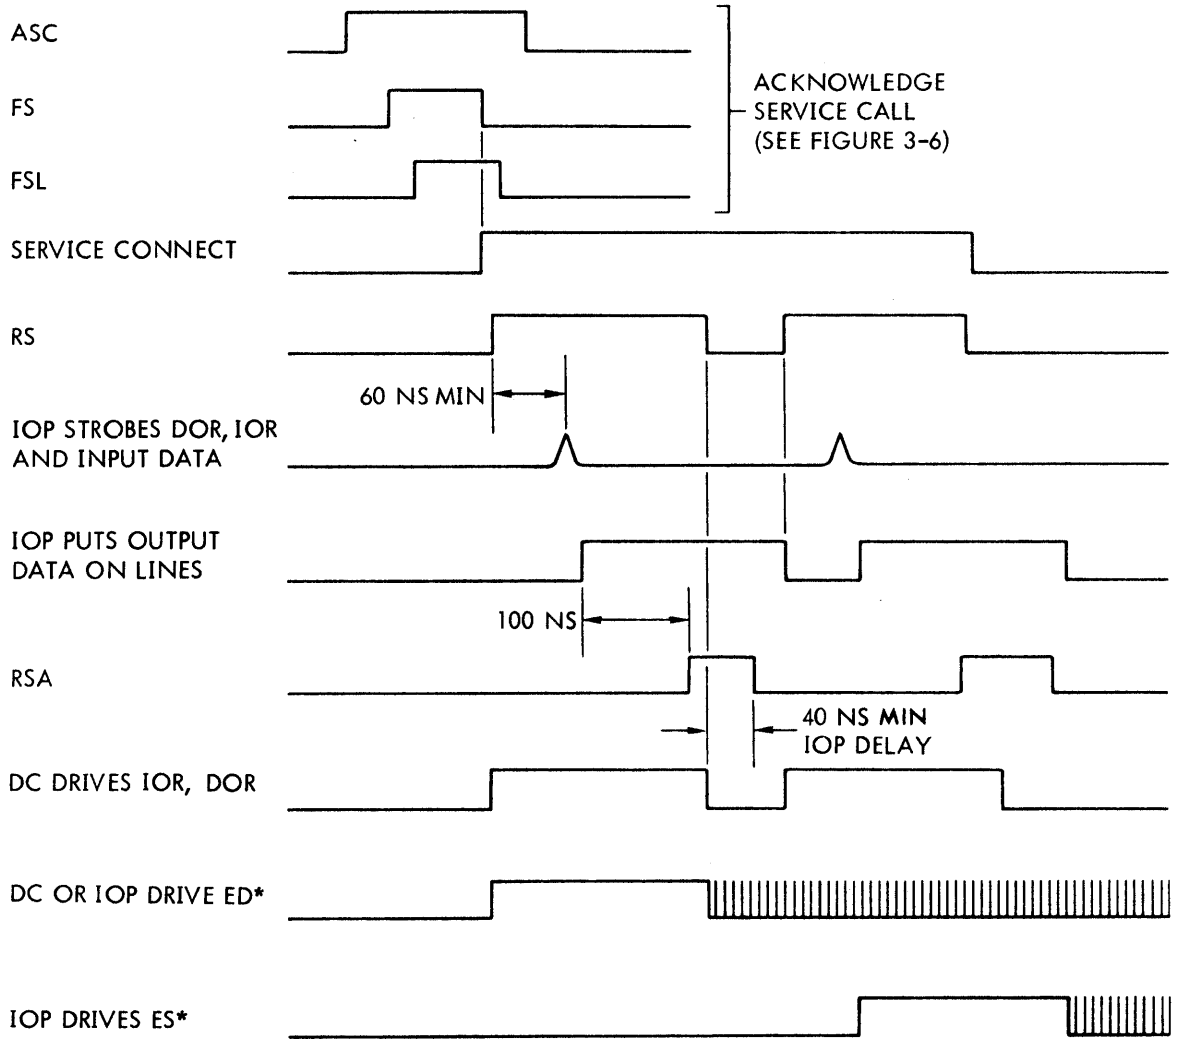 ASC
FS
FSL
ACKNOWLEDGE
SERVICE CALL
(SEE FIGURE 3-6)
SERVICE CONNECT
RS
60 NS MIN
IOP STROBES DOR, IOR
AND INPUT DATA
IOP PUTS OUTPUT
DATA ON LINES
100 NS
RSA
40 NS MIN
IOP DELAY
DC DRIVES IOR, DOR
DC OR IOP DRIVE ED*
IOP DRIVES ES*